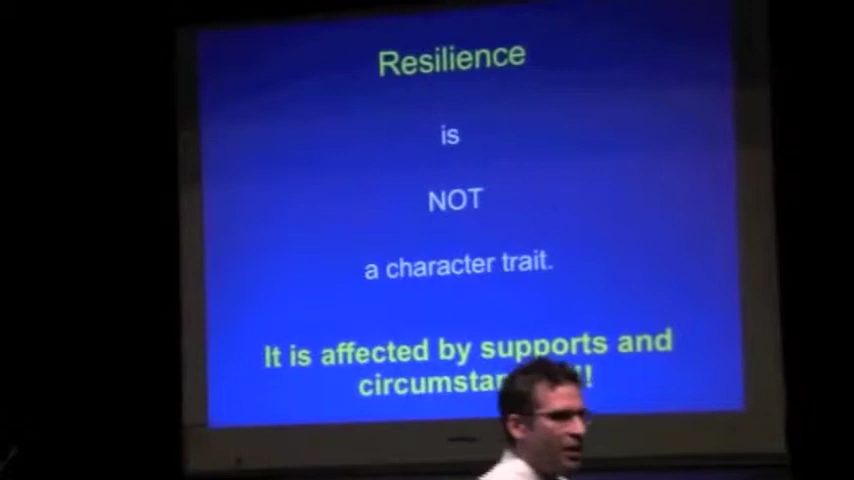 Resilience
is
NOT
a character trait.
It is affected by supports and
!